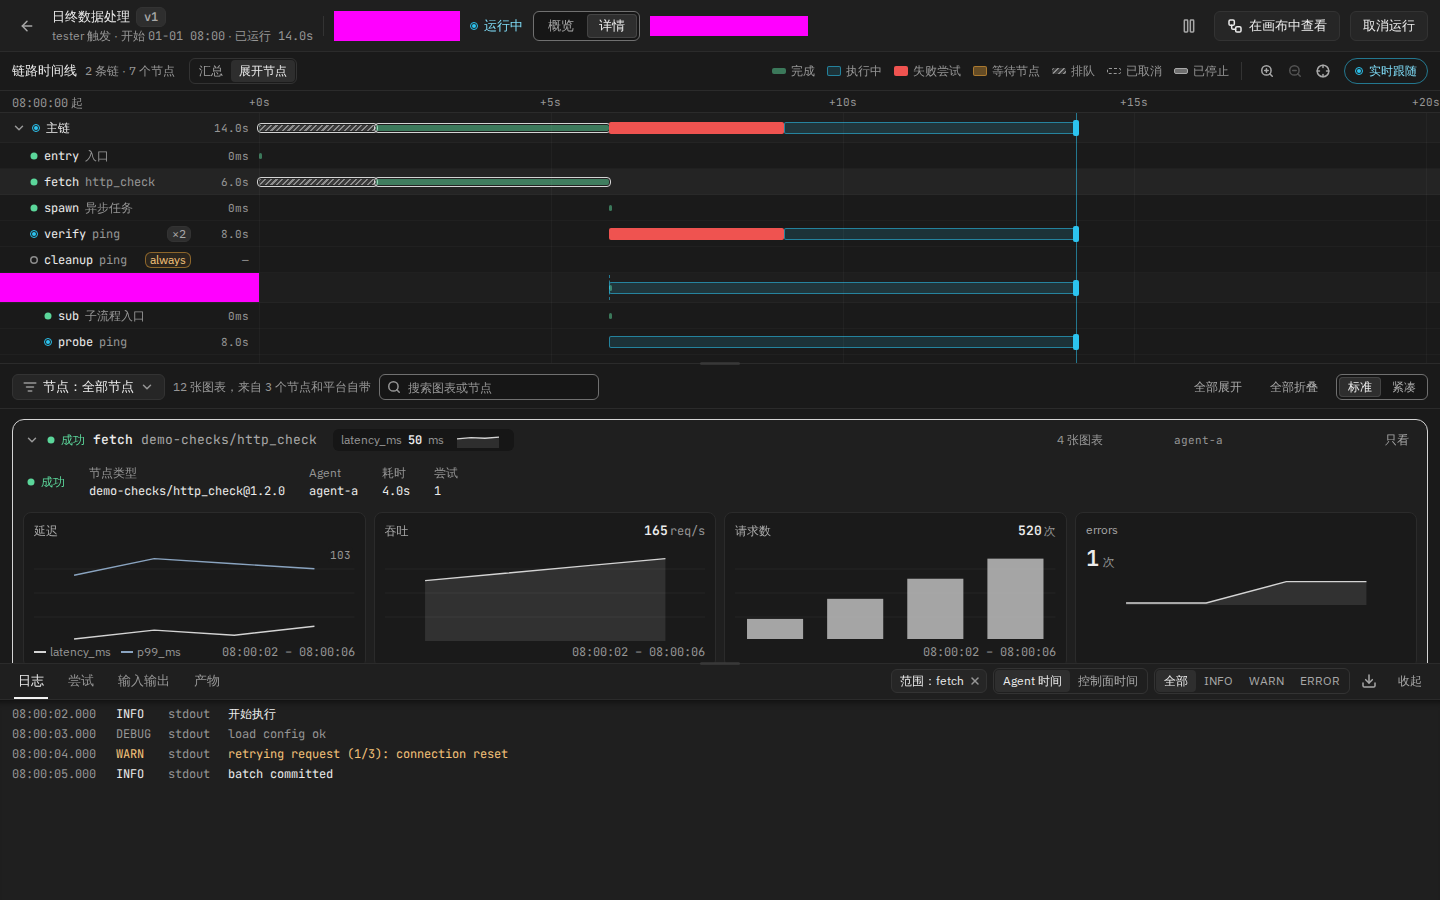 日终数据处理 v1
tester 触发 · 开始 01-01 08:00 · 已运行 14.0s
运行中
概览 详情
在画布中查看
取消运行
链路时间线 2 条链 · 7 个节点
汇总 展开节点
完成 执行中 失败尝试 等待节点 排队 已取消 已停止
实时跟随
08:00:00 起 +0s +5s +10s +15s +20s
主链 14.0s
entry 入口 0ms
fetch http_check 6.0s
spawn 异步任务 0ms
verify ping ×2 8.0s
cleanup ping always —
sub 子流程入口 0ms
probe ping 8.0s
节点：全部节点
12 张图表，来自 3 个节点和平台自带
搜索图表或节点
全部展开 全部折叠 标准 紧凑
成功 fetch demo-checks/http_check latency_ms 50 ms 4 张图表 agent-a 只看
成功
节点类型 Agent 耗时 尝试
demo-checks/http_check@1.2.0 agent-a 4.0s 1
延迟
103
latency_ms p99_ms 08:00:02 – 08:00:06
吞吐 165 req/s
08:00:02 – 08:00:06
请求数 520 次
08:00:02 – 08:00:06
errors
1 次
日志 尝试 输入输出 产物
范围：fetch
Agent 时间 控制面时间
全部 INFO WARN ERROR
收起
08:00:02.000 INFO stdout 开始执行
08:00:03.000 DEBUG stdout load config ok
08:00:04.000 WARN stdout retrying request (1/3): connection reset
08:00:05.000 INFO stdout batch committed